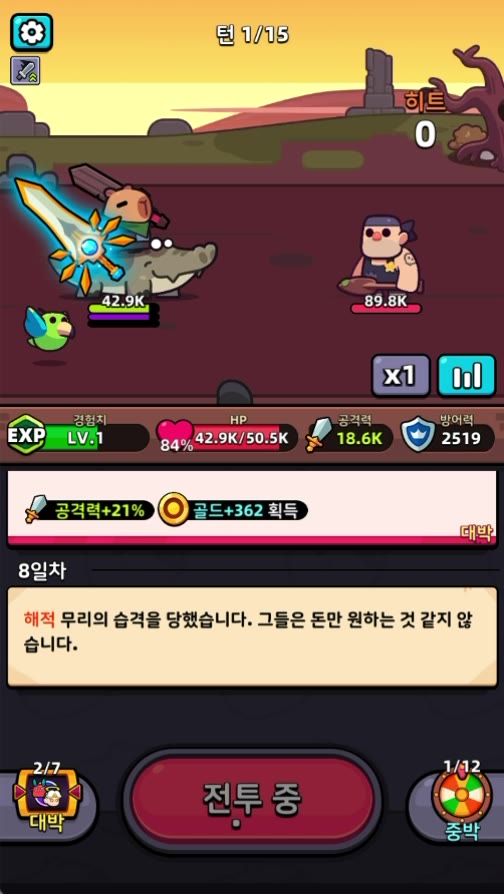 턴 1/15
히트
0
42.9K
89.8K
x1
경험치
EXP LV.1
84%
HP
42.9K/50.5K
공격력
18.6K
방어력
2519
공격력+21% 골드+362 획득
대박
8일차
해적 무리의 습격을 당했습니다. 그들은 돈만 원하는 것 같지 않
습니다.
2/7
대박
전투 중
1/12
중박